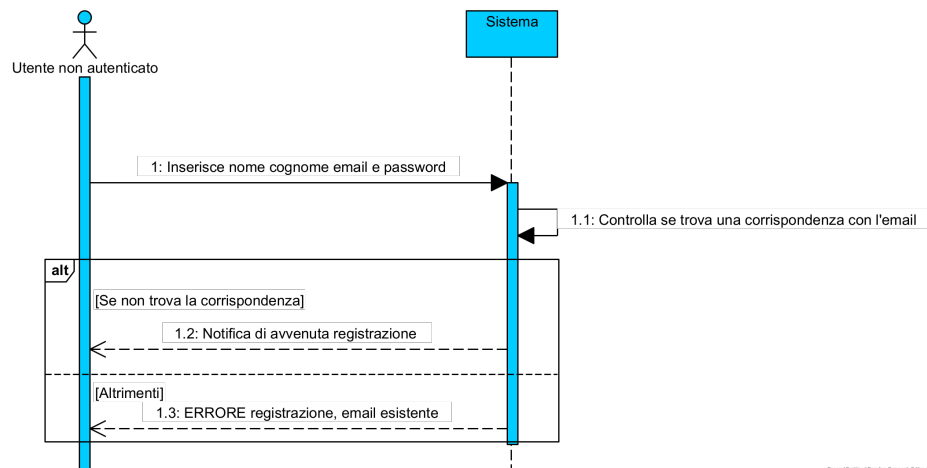 Sistema
Utente non autenticato
1: Inserisce nome cognome email e password
1.1: Controlla se trova una corrispondenza con l'email
alt
[Se non trova la corrispondenza]
1.2: Notifica di avvenuta registrazione
[Altrimenti]
1.3: ERRORE registrazione, email esistente